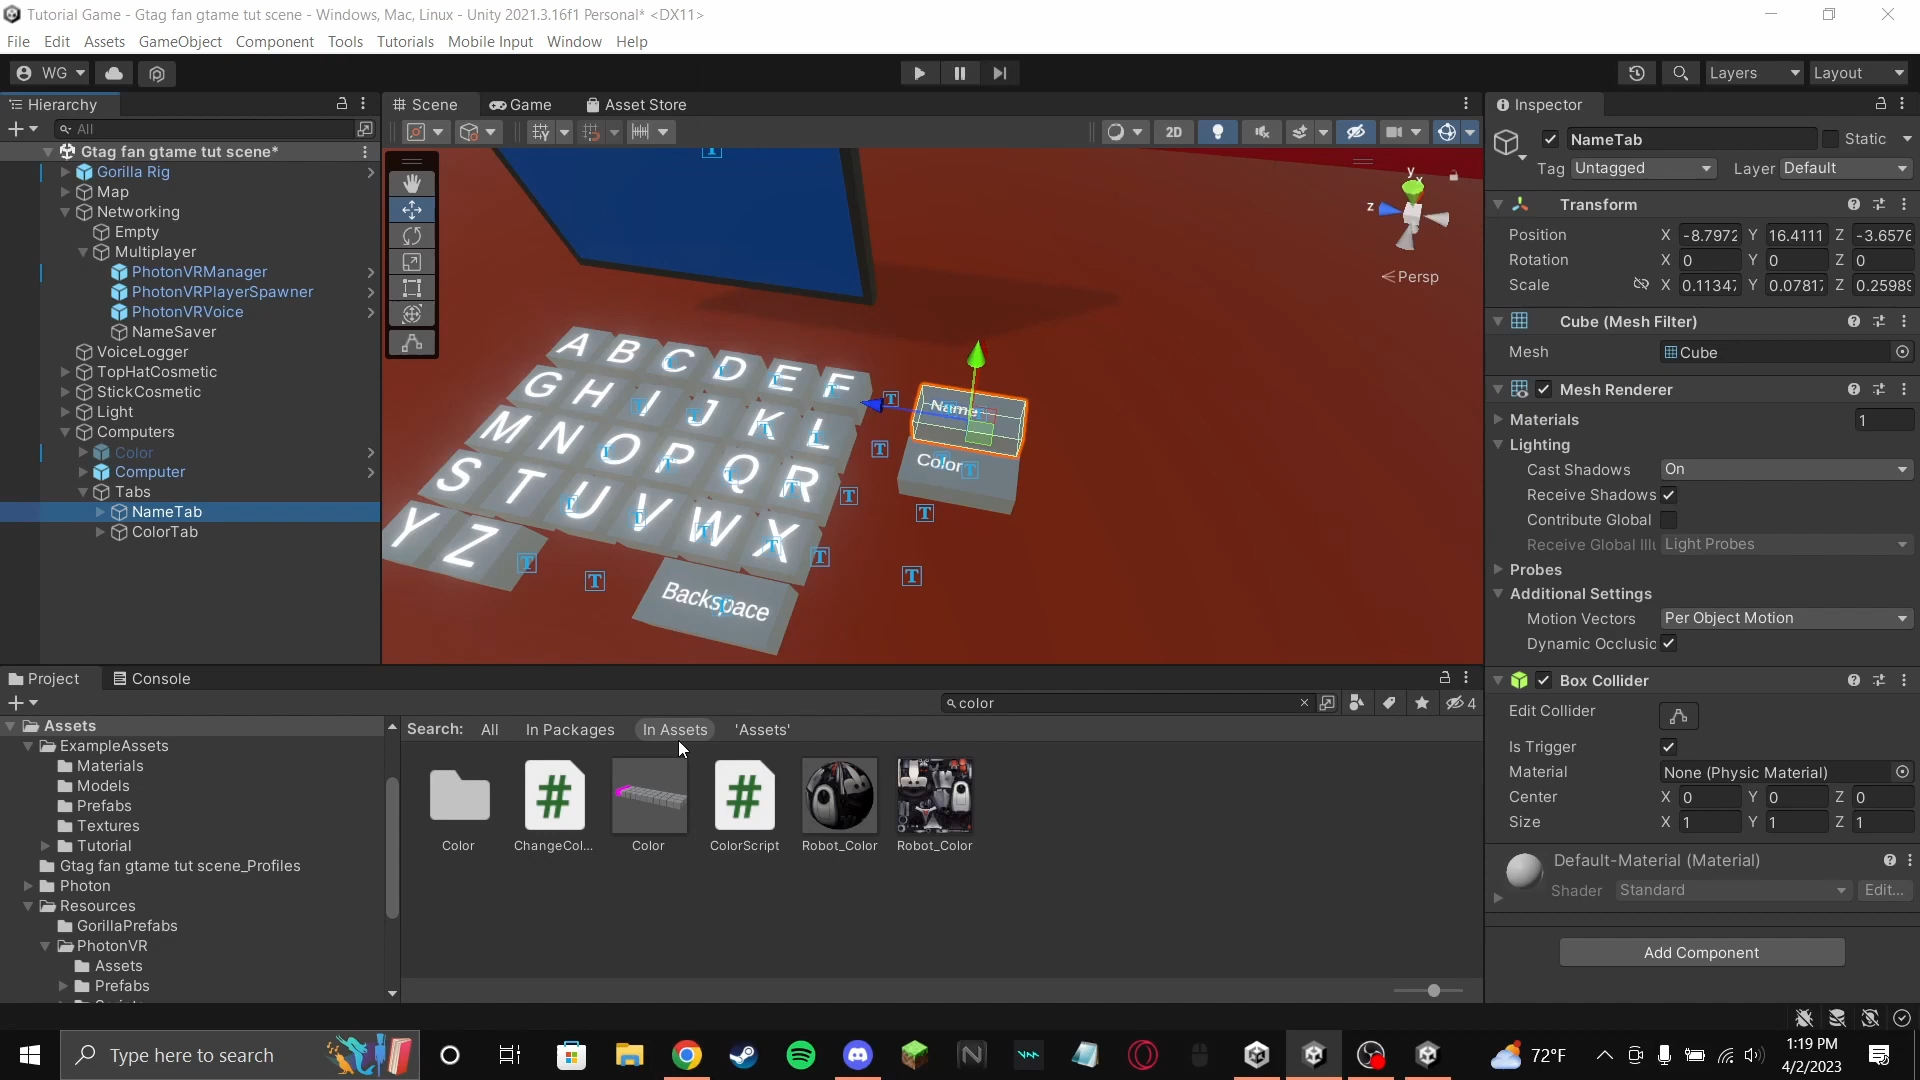 Tutorial Game - Gtag fan gtame tut scene - Windows, Mac, Linux - Unity 2021.3.16f1 Personal* <DX11>
File Edit Assets GameObject Component Tools Tutorials Mobile Input Window Help
WG Layers Layout
Hierarchy Scene Game Asset Store Inspector
All 2D NameTab Static
Gtag fan gtame tut scene* Tag Untagged Layer Default
Gorilla Rig
Map
Networking
Empty
Multiplayer
PhotonVRManager
PhotonVRPlayerSpawner
PhotonVRVoice
NameSaver
VoiceLogger
TopHatCosmetic
StickCosmetic
Light
Computers
Color
Computer
Tabs
NameTab
ColorTab
y
x
z
Persp
A B C D E F
G H I J K L
M N O P Q R
S T U V W X
Y Z
Backspace
Name
Color
Transform
Position X -8.7972 Y 16.4111 Z -3.6576
Rotation X 0 Y 0 Z 0
Scale X 0.1134 Y 0.0781 Z 0.2598
Cube (Mesh Filter)
Mesh Cube
Mesh Renderer
Materials 1
Lighting
Cast Shadows On
Receive Shadows
Contribute Global
Receive Global Illu Light Probes
Probes
Additional Settings
Motion Vectors Per Object Motion
Dynamic Occlusic
Box Collider
Edit Collider
Is Trigger
Material None (Physic Material)
Center X 0 Y 0 Z 0
Size X 1 Y 1 Z 1
Default-Material (Material)
Shader Standard Edit...
Add Component
Project Console
color 4
Assets
ExampleAssets
Materials
Models
Prefabs
Textures
Tutorial
Gtag fan gtame tut scene_Profiles
Photon
Resources
GorillaPrefabs
PhotonVR
Assets
Prefabs
Search: All In Packages In Assets 'Assets'
Color ChangeCol... Color ColorScript Robot_Color Robot_Color
Type here to search
72°F
1:19 PM
4/2/2023